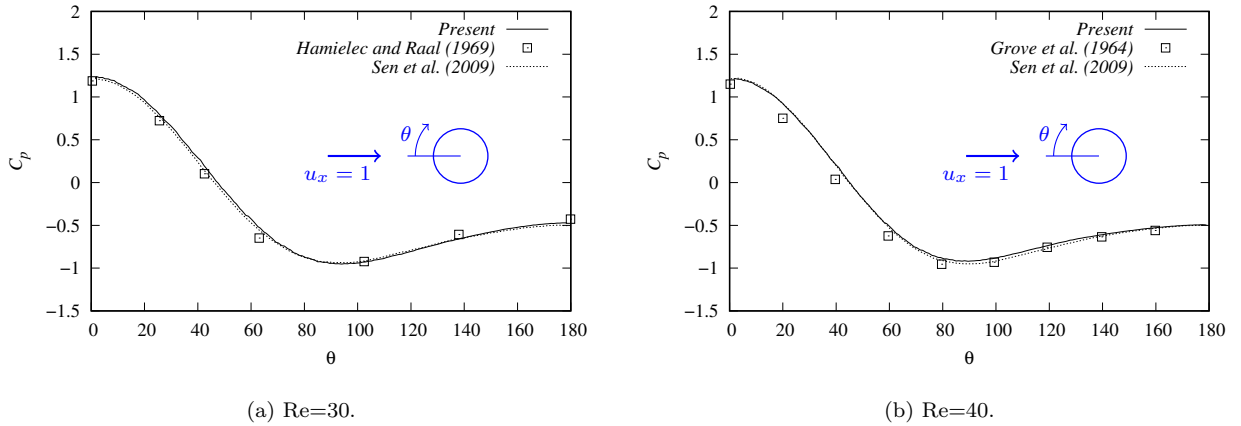 2
1.5
1
0.5
0
−0.5
−1
−1.5
C_p
0 20 40 60 80 100 120 140 160 180
θ
Present
Hamielec and Raal (1969)
Sen et al. (2009)
θ
u_x = 1
(a) Re=30.
2
1.5
1
0.5
0
−0.5
−1
−1.5
C_p
0 20 40 60 80 100 120 140 160 180
θ
Present
Grove et al. (1964)
Sen et al. (2009)
θ
u_x = 1
(b) Re=40.